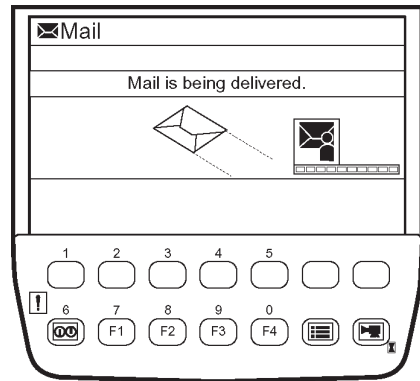 Mail
Mail is being delivered.
1 2 3 4 5
!
6 7 8 9 0
F1 F2 F3 F4